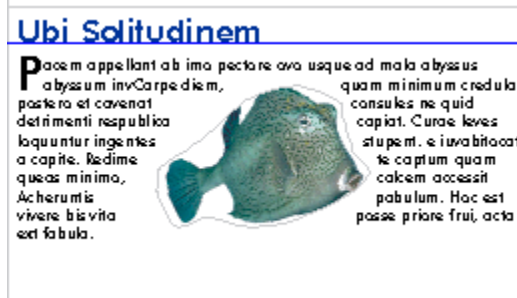 Ubi Solitudinem
Pacem appellant ab imo pectore ovo usque ad mala abyssus
abyssum invCarpe diem, quam minimum credula
postero et cavenat consules ne quid
detrimenti respublica capiat. Curae leves
loquuntur ingentes stupent. e iuvabitocat
a capite. Redime te captum quam
queas minimo, calcem accessit
Acheruntis pabulum. Hoc est
vivere bis vita posse priore frui, acta
est fabula.